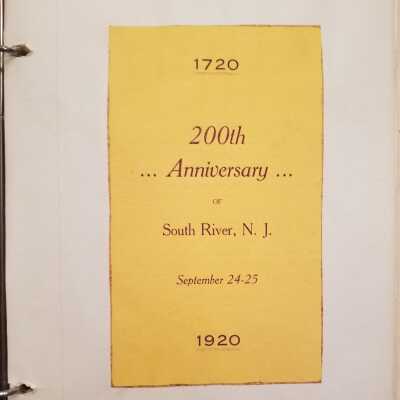 1720
200th
... Anniversary ...
OF
South River, N. J.
September 24-25
1920